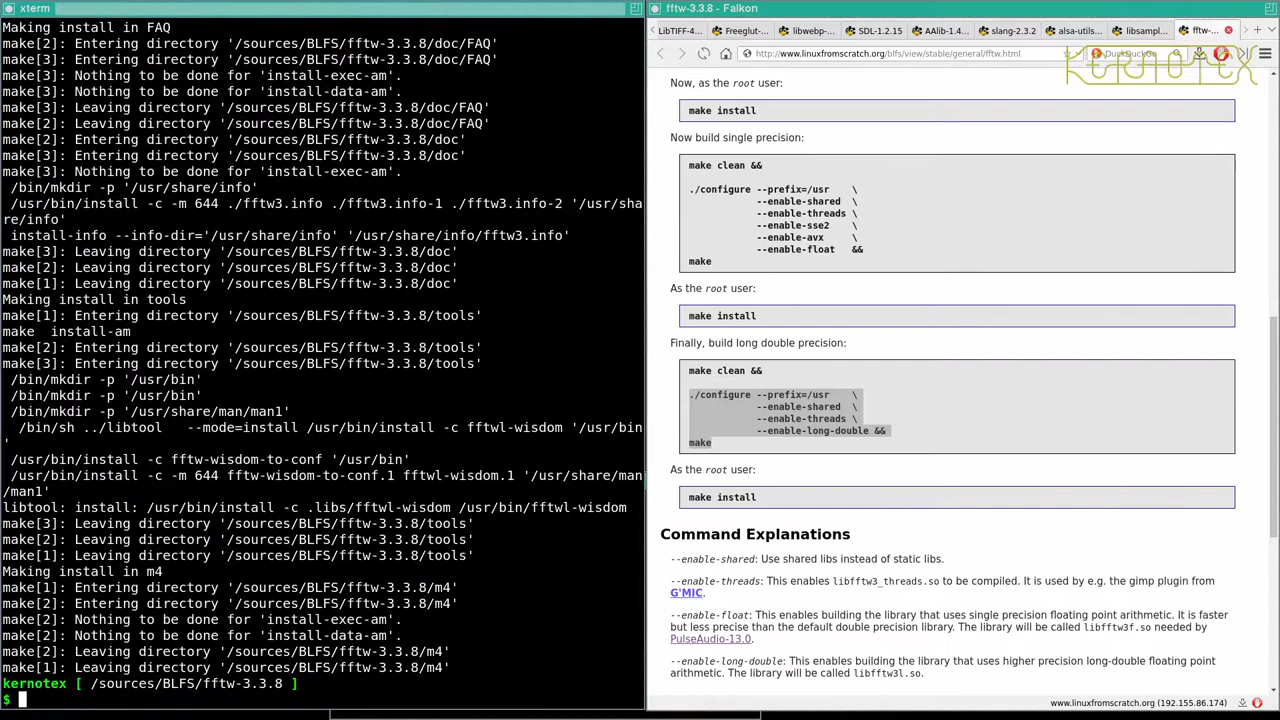 xterm
Making install in FAQ
make[2]: Entering directory '/sources/BLFS/fftw-3.3.8/doc/FAQ'
make[3]: Entering directory '/sources/BLFS/fftw-3.3.8/doc/FAQ'
make[3]: Nothing to be done for 'install-exec-am'.
make[3]: Nothing to be done for 'install-data-am'.
make[3]: Leaving directory '/sources/BLFS/fftw-3.3.8/doc/FAQ'
make[2]: Leaving directory '/sources/BLFS/fftw-3.3.8/doc/FAQ'
make[2]: Entering directory '/sources/BLFS/fftw-3.3.8/doc'
make[3]: Entering directory '/sources/BLFS/fftw-3.3.8/doc'
make[3]: Nothing to be done for 'install-exec-am'.
 /bin/mkdir -p '/usr/share/info'
 /usr/bin/install -c -m 644 ./fftw3.info ./fftw3.info-1 ./fftw3.info-2 '/usr/sha
re/info'
 install-info --info-dir='/usr/share/info' '/usr/share/info/fftw3.info'
make[3]: Leaving directory '/sources/BLFS/fftw-3.3.8/doc'
make[2]: Leaving directory '/sources/BLFS/fftw-3.3.8/doc'
make[1]: Leaving directory '/sources/BLFS/fftw-3.3.8/doc'
Making install in tools
make[1]: Entering directory '/sources/BLFS/fftw-3.3.8/tools'
make  install-am
make[2]: Entering directory '/sources/BLFS/fftw-3.3.8/tools'
make[3]: Entering directory '/sources/BLFS/fftw-3.3.8/tools'
 /bin/mkdir -p '/usr/bin'
 /bin/mkdir -p '/usr/bin'
 /bin/mkdir -p '/usr/share/man/man1'
  /bin/sh ../libtool   --mode=install /usr/bin/install -c fftwl-wisdom '/usr/bin
'
 /usr/bin/install -c fftw-wisdom-to-conf '/usr/bin'
 /usr/bin/install -c -m 644 fftw-wisdom-to-conf.1 fftwl-wisdom.1 '/usr/share/man
/man1'
libtool: install: /usr/bin/install -c .libs/fftwl-wisdom /usr/bin/fftwl-wisdom
make[3]: Leaving directory '/sources/BLFS/fftw-3.3.8/tools'
make[2]: Leaving directory '/sources/BLFS/fftw-3.3.8/tools'
make[1]: Leaving directory '/sources/BLFS/fftw-3.3.8/tools'
Making install in m4
make[1]: Entering directory '/sources/BLFS/fftw-3.3.8/m4'
make[2]: Entering directory '/sources/BLFS/fftw-3.3.8/m4'
make[2]: Nothing to be done for 'install-exec-am'.
make[2]: Nothing to be done for 'install-data-am'.
make[2]: Leaving directory '/sources/BLFS/fftw-3.3.8/m4'
make[1]: Leaving directory '/sources/BLFS/fftw-3.3.8/m4'
kernotex [ /sources/BLFS/fftw-3.3.8 ]
$
fftw-3.3.8 - Falkon
LibTIFF-4... Freeglut-... libwebp-... SDL-1.2.15 AAlib-1.4... slang-2.3.2 alsa-utils... libsampl... fftw-...
http://www.linuxfromscratch.org/blfs/view/stable/general/fftw.html DuckDuckGo
KERNOTEX
Now, as the root user:
make install
Now build single precision:
make clean &&
./configure --prefix=/usr    \
--enable-shared  \
--enable-threads \
--enable-sse2    \
--enable-avx     \
--enable-float   &&
make
As the root user:
make install
Finally, build long double precision:
make clean &&
./configure --prefix=/usr    \
--enable-shared  \
--enable-threads \
--enable-long-double &&
make
As the root user:
make install
Command Explanations
--enable-shared: Use shared libs instead of static libs.
--enable-threads: This enables libfftw3_threads.so to be compiled. It is used by e.g. the gimp plugin from
G'MIC.
--enable-float: This enables building the library that uses single precision floating point arithmetic. It is faster
but less precise than the default double precision library. The library will be called libfftw3f.so needed by
PulseAudio-13.0.
--enable-long-double: This enables building the library that uses higher precision long-double floating point
arithmetic. The library will be called libfftw3l.so.
www.linuxfromscratch.org (192.155.86.174)